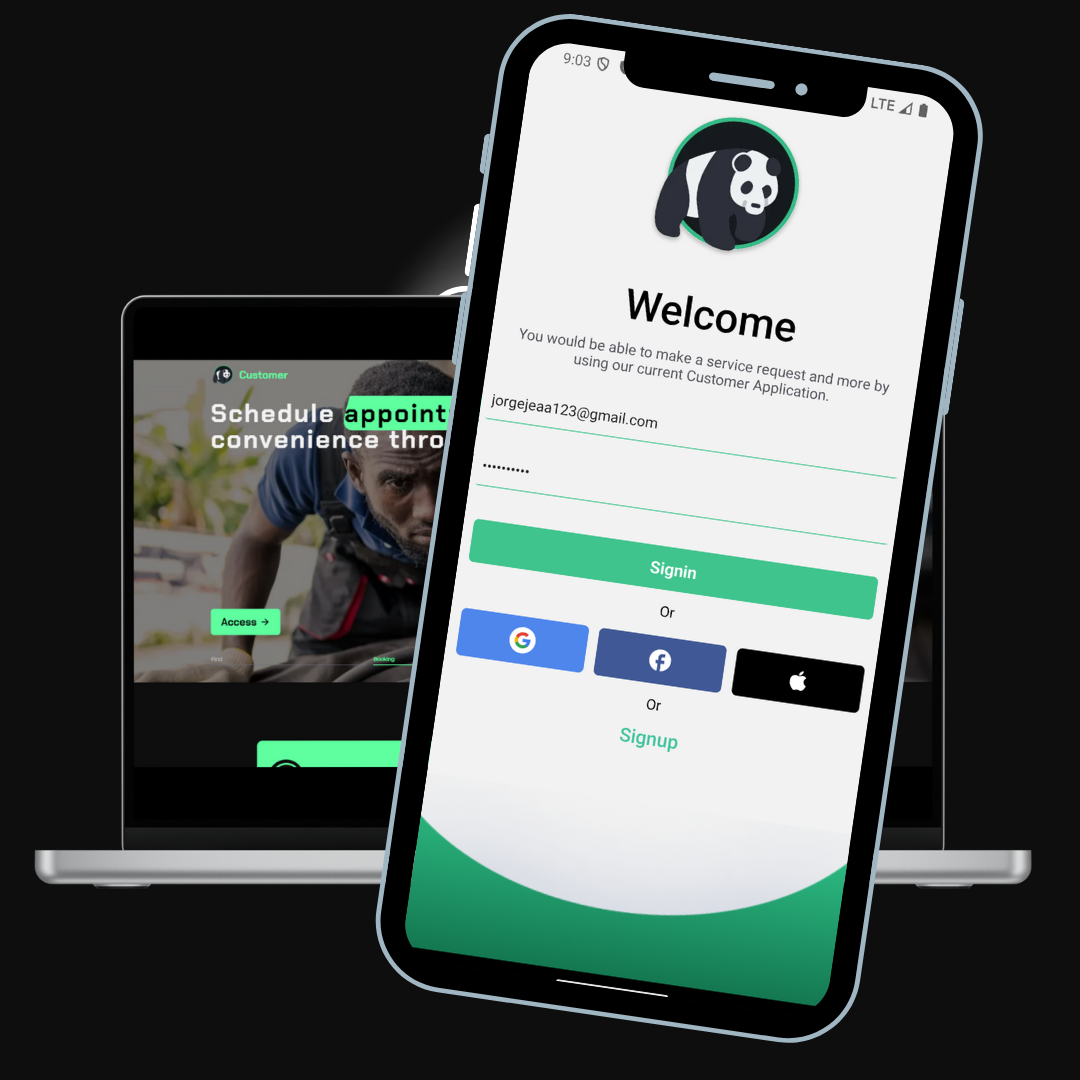 9:03
LTE
Welcome
You would be able to make a service request and more by
using our current Customer Application.
jorgejeaa123@gmail.com
••••••••••
Signin
Or
Or
Signup
Customer
Schedule appoint
convenience thro
Access →
Find
Booking